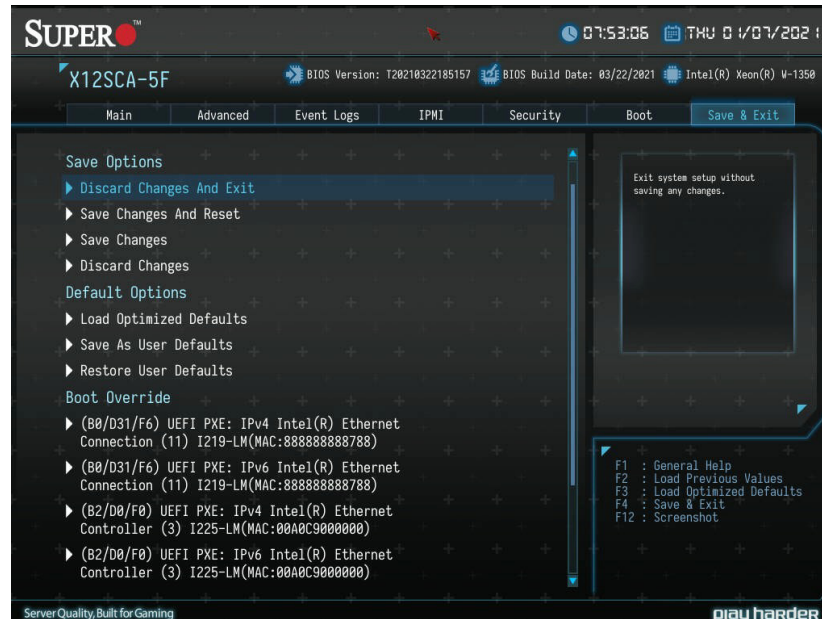 SUPER™
07:53:06 THU 01/07/2021
X12SCA-5F
BIOS Version: T20210322185157 BIOS Build Date: 03/22/2021 Intel(R) Xeon(R) W-1350
Main Advanced Event Logs IPMI Security Boot Save & Exit
Save Options
Discard Changes And Exit
Save Changes And Reset
Save Changes
Discard Changes
Default Options
Load Optimized Defaults
Save As User Defaults
Restore User Defaults
Boot Override
(B0/D31/F6) UEFI PXE: IPv4 Intel(R) Ethernet
Connection (11) I219-LM(MAC:888888888788)
(B0/D31/F6) UEFI PXE: IPv6 Intel(R) Ethernet
Connection (11) I219-LM(MAC:888888888788)
(B2/D0/F0) UEFI PXE: IPv4 Intel(R) Ethernet
Controller (3) I225-LM(MAC:00A0C9000000)
(B2/D0/F0) UEFI PXE: IPv6 Intel(R) Ethernet
Controller (3) I225-LM(MAC:00A0C9000000)
Exit system setup without
saving any changes.
F1 : General Help
F2 : Load Previous Values
F3 : Load Optimized Defaults
F4 : Save & Exit
F12 : Screenshot
Server Quality, Built for Gaming
play harder